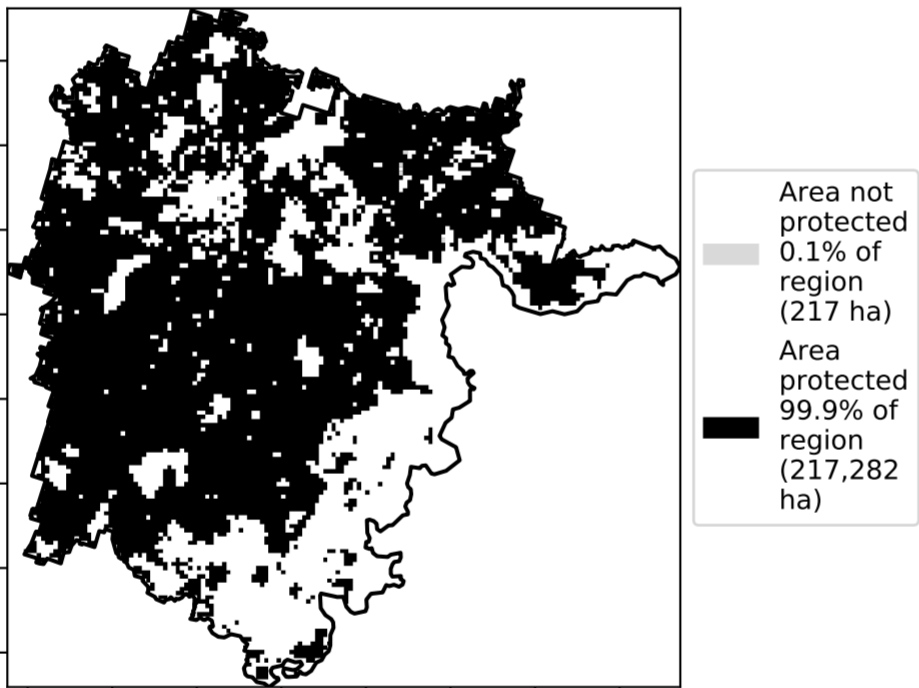 Area not
protected
0.1% of
region
(217 ha)
Area
protected
99.9% of
region
(217,282
ha)